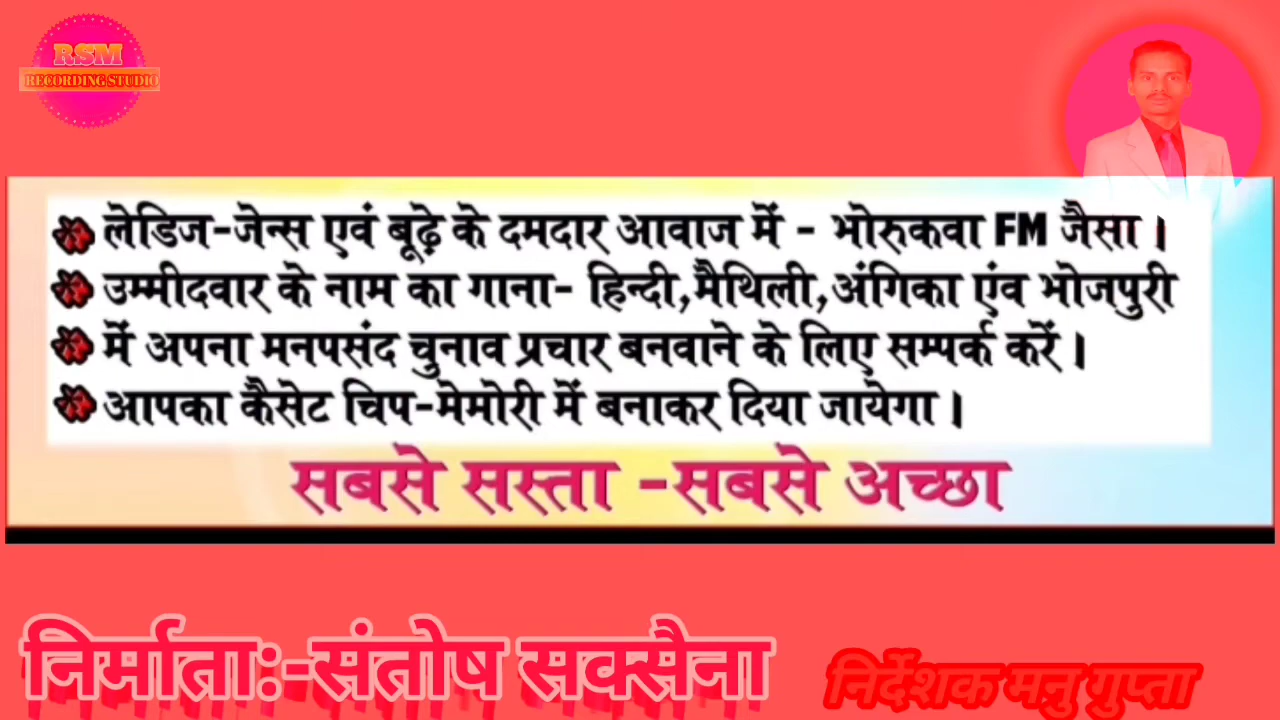 RSM
RECORDING STUDIO
लेडिज-जेन्स एवं बूढ़े के दमदार आवाज में - भोरुकवा FM जैसा ।
उम्मीदवार के नाम का गाना- हिन्दी,मैथिली,अंगिका एंव भोजपुरी
में अपना मनपसंद चुनाव प्रचार बनवाने के लिए सम्पर्क करें ।
आपका कैसेट चिप-मेमोरी में बनाकर दिया जायेगा ।
सबसे सस्ता -सबसे अच्छा
निर्माताः-संतोष सक्सैना
निर्देशक मनु गुप्ता